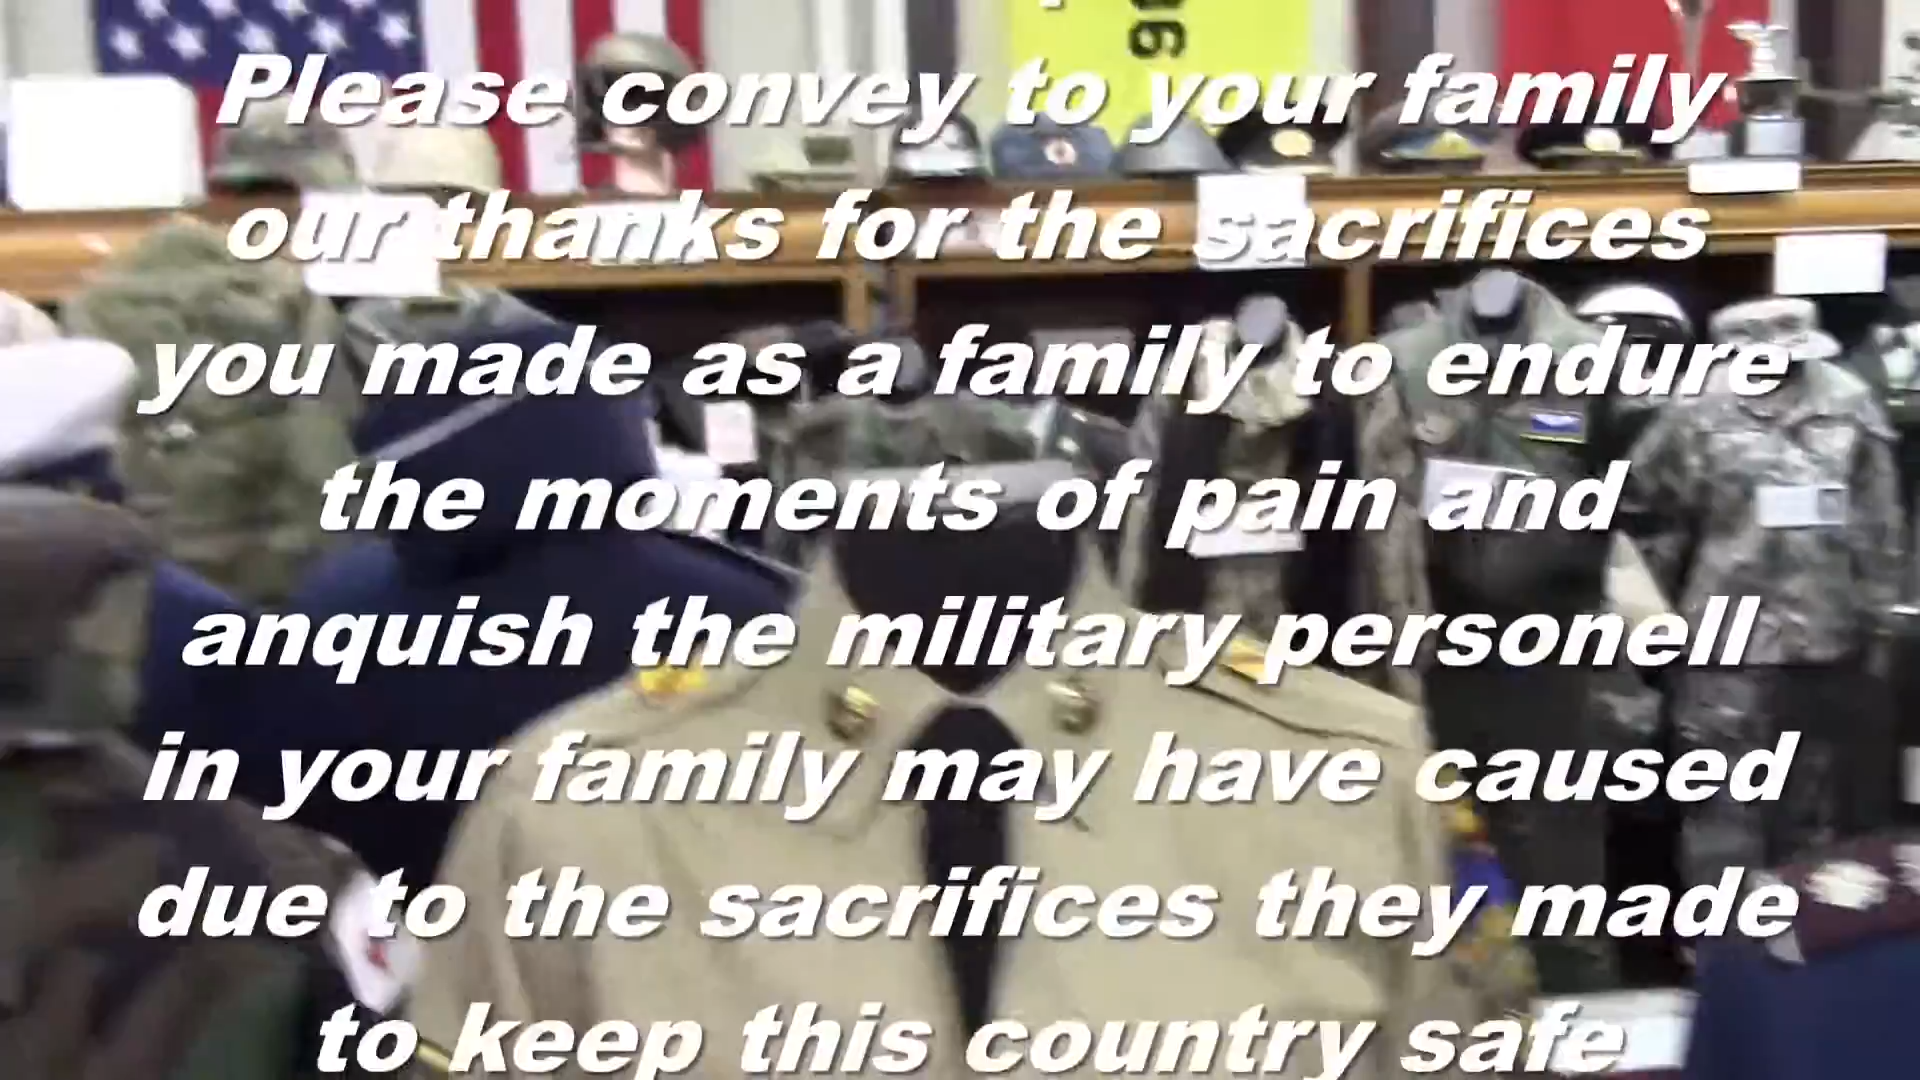 Please convey to your family
our thanks for the sacrifices
you made as a family to endure
the moments of pain and
anquish the military personell
in your family may have caused
due to the sacrifices they made
to keep this country safe